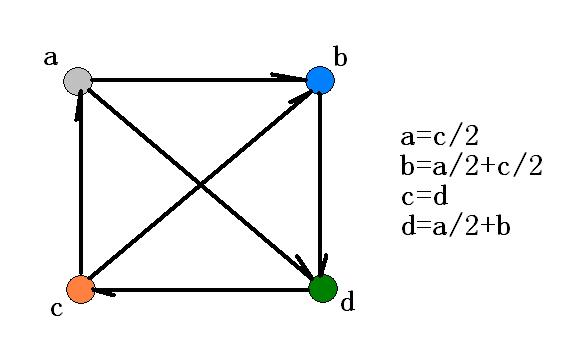 a
b
a=c/2
b=a/2+c/2
c=d
d=a/2+b
c
d